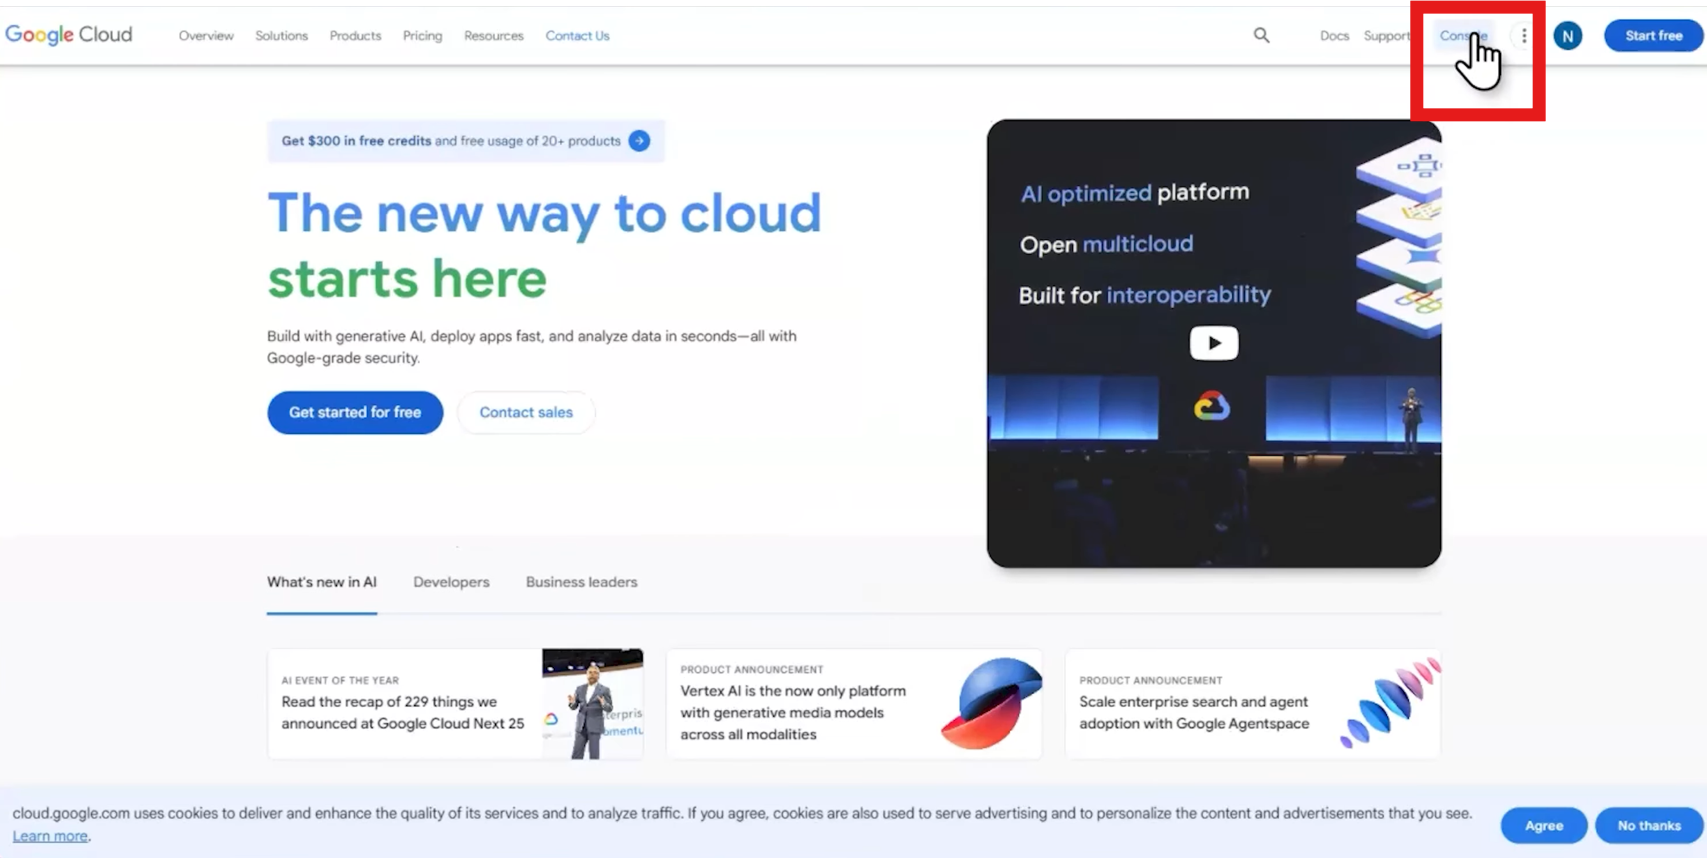 Google Cloud
Overview
Solutions
Products
Pricing
Resources
Contact Us
Docs
Support
N
Start free
Get $300 in free credits and free usage of 20+ products
The new way to cloud
starts here
Build with generative AI, deploy apps fast, and analyze data in seconds—all with
Google-grade security.
Get started for free
Contact sales
AI optimized platform
Open multicloud
Built for interoperability
What's new in AI
Developers
Business leaders
AI EVENT OF THE YEAR
Read the recap of 229 things we
announced at Google Cloud Next 25
PRODUCT ANNOUNCEMENT
Vertex AI is the now only platform
with generative media models
across all modalities
PRODUCT ANNOUNCEMENT
Scale enterprise search and agent
adoption with Google Agentspace
cloud.google.com uses cookies to deliver and enhance the quality of its services and to analyze traffic. If you agree, cookies are also used to serve advertising and to personalize the content and advertisements that you see.
Learn more.
Agree
No thanks